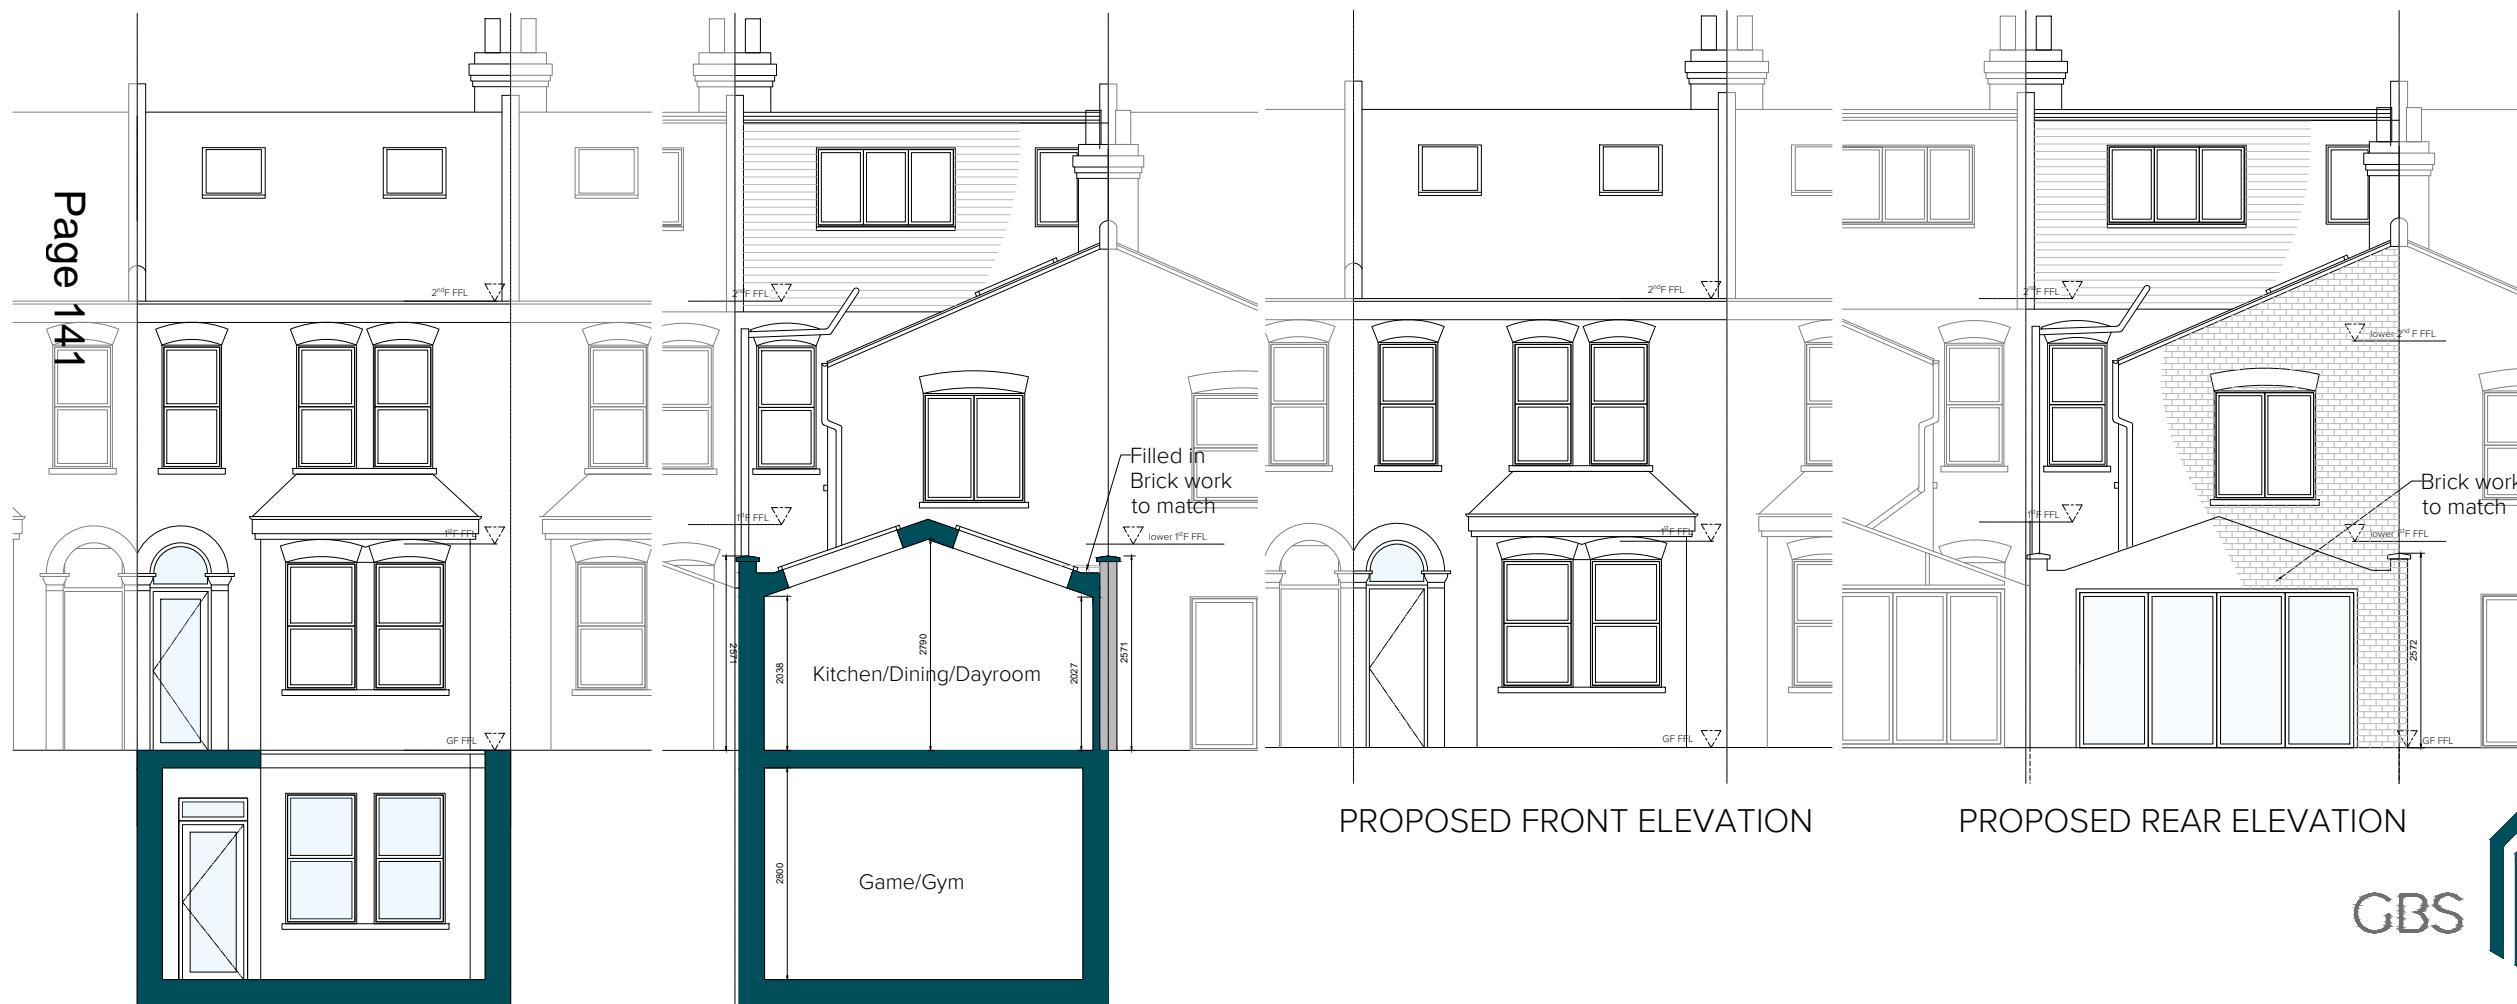 Page 141
2ndF FFL
1stF FFL
GF FFL
2ndF FFL
1stF FFL
Filled in
Brick work
to match
lower 1stF FFL
2571
2038
2790
2027
2571
Kitchen/Dining/Dayroom
2800
Game/Gym
2ndF FFL
1stF FFL
GF FFL
PROPOSED FRONT ELEVATION
2ndF FFL
lower 2nd F FFL
1stF FFL
lower 1stF FFL
Brick work
to match
2572
GF FFL
PROPOSED REAR ELEVATION
GBS